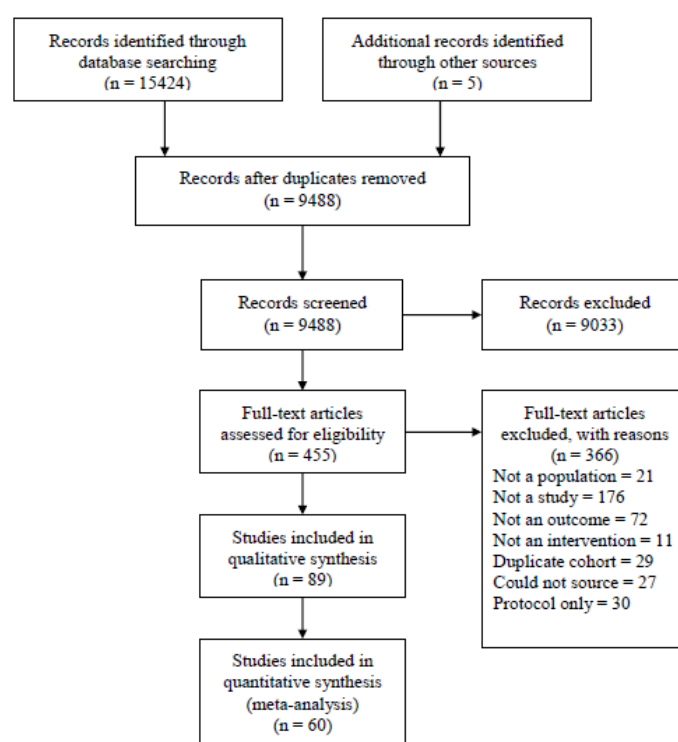 Records identified through
database searching
(n = 15424)
Additional records identified
through other sources
(n = 5)
Records after duplicates removed
(n = 9488)
Records screened
(n = 9488)
Records excluded
(n = 9033)
Full-text articles
assessed for eligibility
(n = 455)
Full-text articles
excluded, with reasons
(n = 366)
Not a population = 21
Not a study = 176
Not an outcome = 72
Not an intervention = 11
Duplicate cohort = 29
Could not source = 27
Protocol only = 30
Studies included in
qualitative synthesis
(n = 89)
Studies included in
quantitative synthesis
(meta-analysis)
(n = 60)